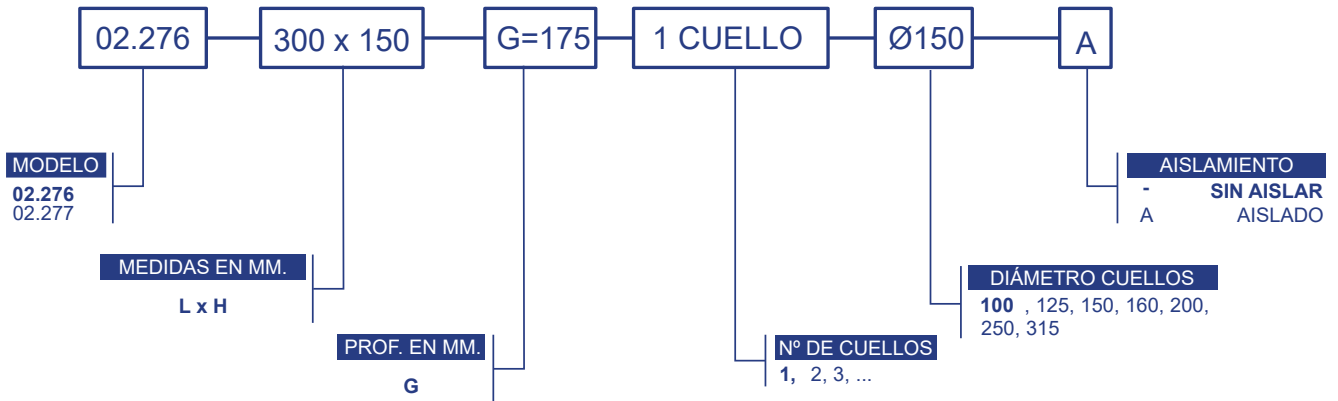 02.276
300 x 150
G=175
1 CUELLO
Ø150
A
MODELO
02.276
02.277
MEDIDAS EN MM.
L x H
PROF. EN MM.
G
Nº DE CUELLOS
1, 2, 3, ...
DIÁMETRO CUELLOS
100 , 125, 150, 160, 200,
250, 315
AISLAMIENTO
- SIN AISLAR
A AISLADO